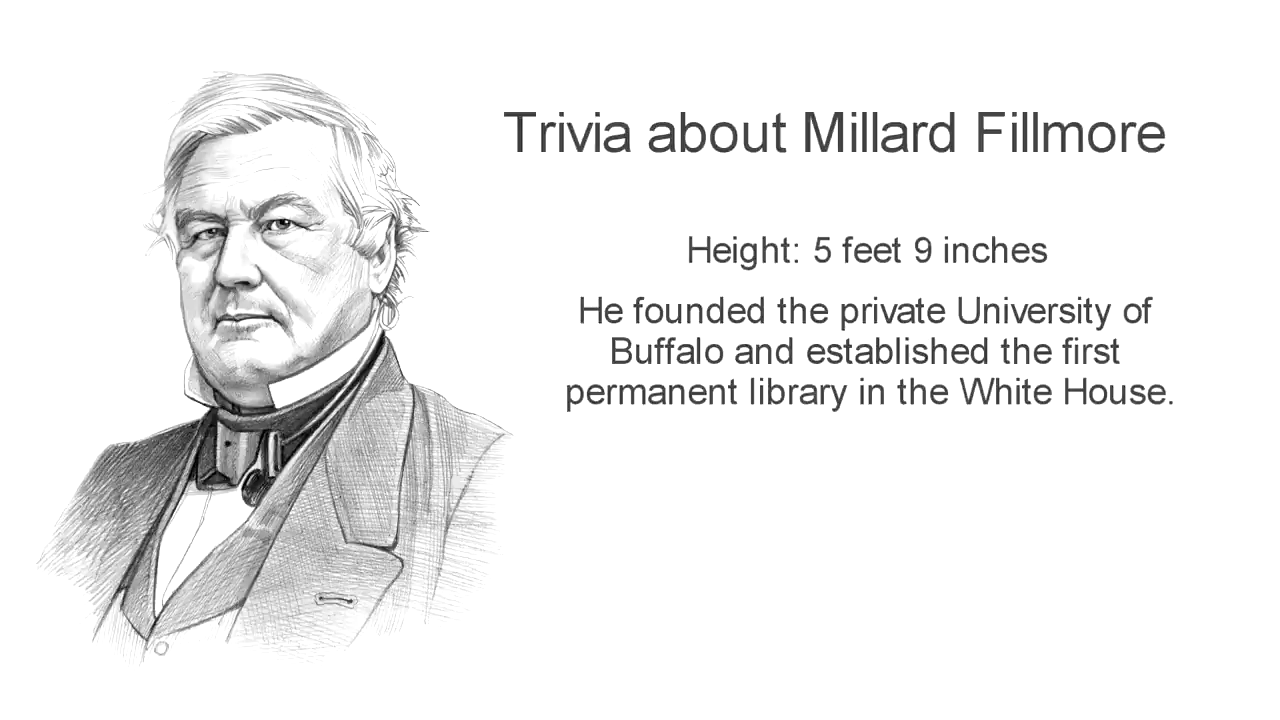 Trivia about Millard Fillmore
Height: 5 feet 9 inches
He founded the private University of
Buffalo and established the first
permanent library in the White House.